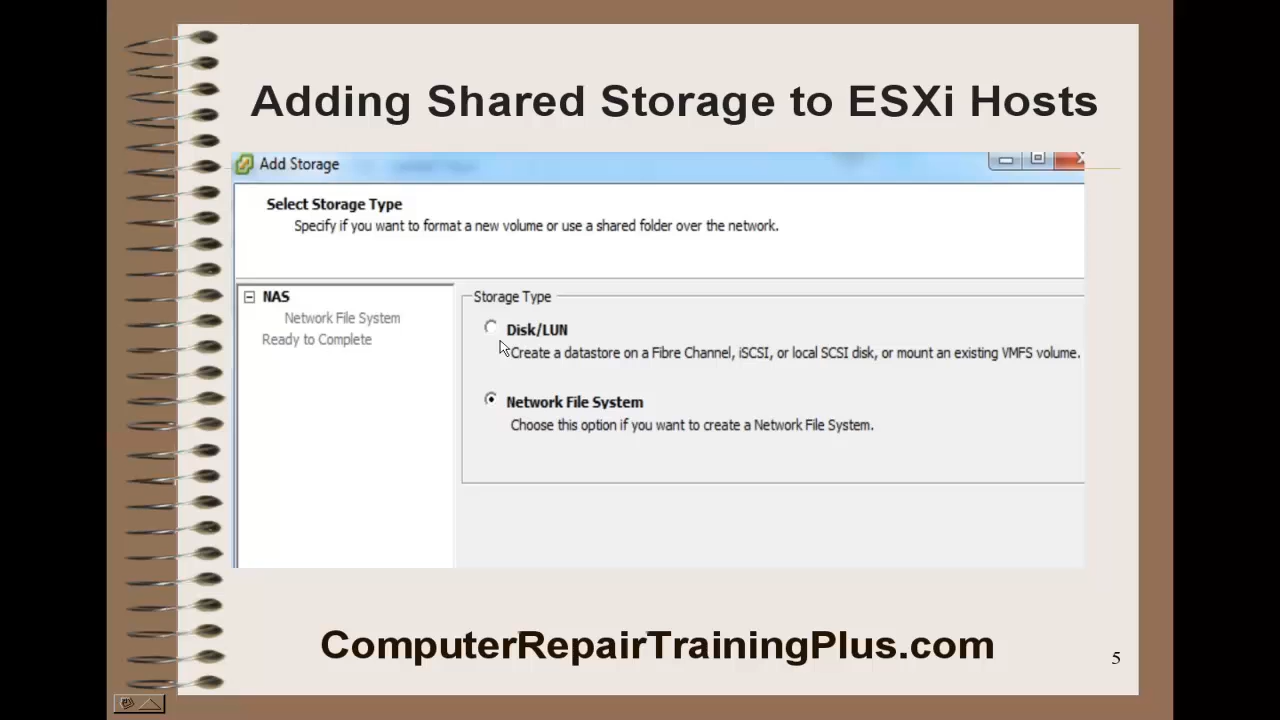 Adding Shared Storage to ESXi Hosts
Add Storage
Select Storage Type
Specify if you want to format a new volume or use a shared folder over the network.
NAS
Network File System
Ready to Complete
Storage Type
Disk/LUN
Create a datastore on a Fibre Channel, iSCSI, or local SCSI disk, or mount an existing VMFS volume.
Network File System
Choose this option if you want to create a Network File System.
ComputerRepairTrainingPlus.com
5